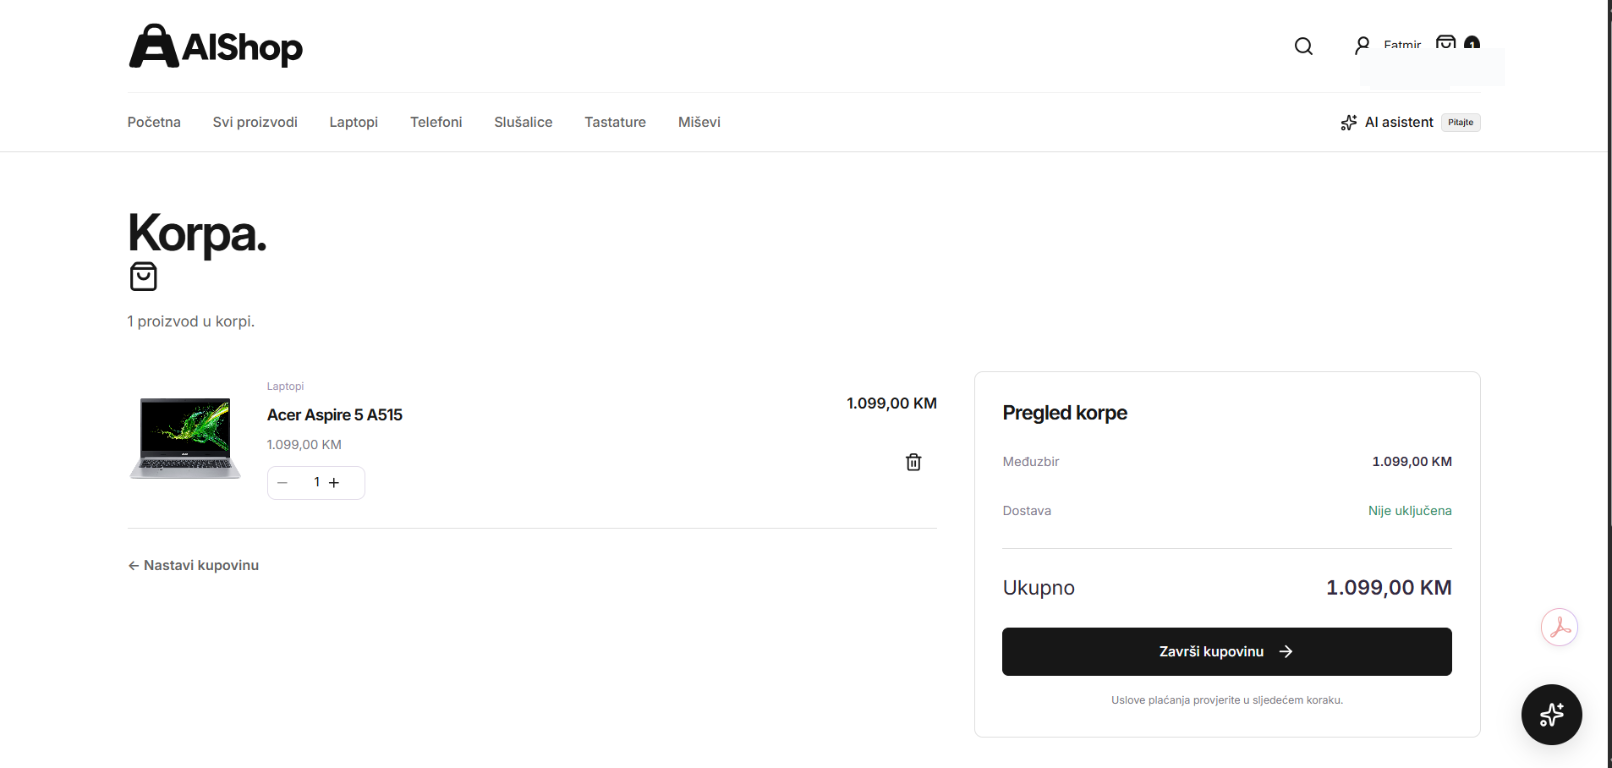 AIShop
Fatmir 1
Početna Svi proizvodi Laptopi Telefoni Slušalice Tastature Miševi
AI asistent Pitajte
Korpa.
1 proizvod u korpi.
Laptopi
Acer Aspire 5 A515
1.099,00 KM
1.099,00 KM
− 1 +
← Nastavi kupovinu
Pregled korpe
Međuzbir 1.099,00 KM
Dostava Nije uključena
Ukupno 1.099,00 KM
Završi kupovinu →
Uslove plaćanja provjerite u sljedećem koraku.